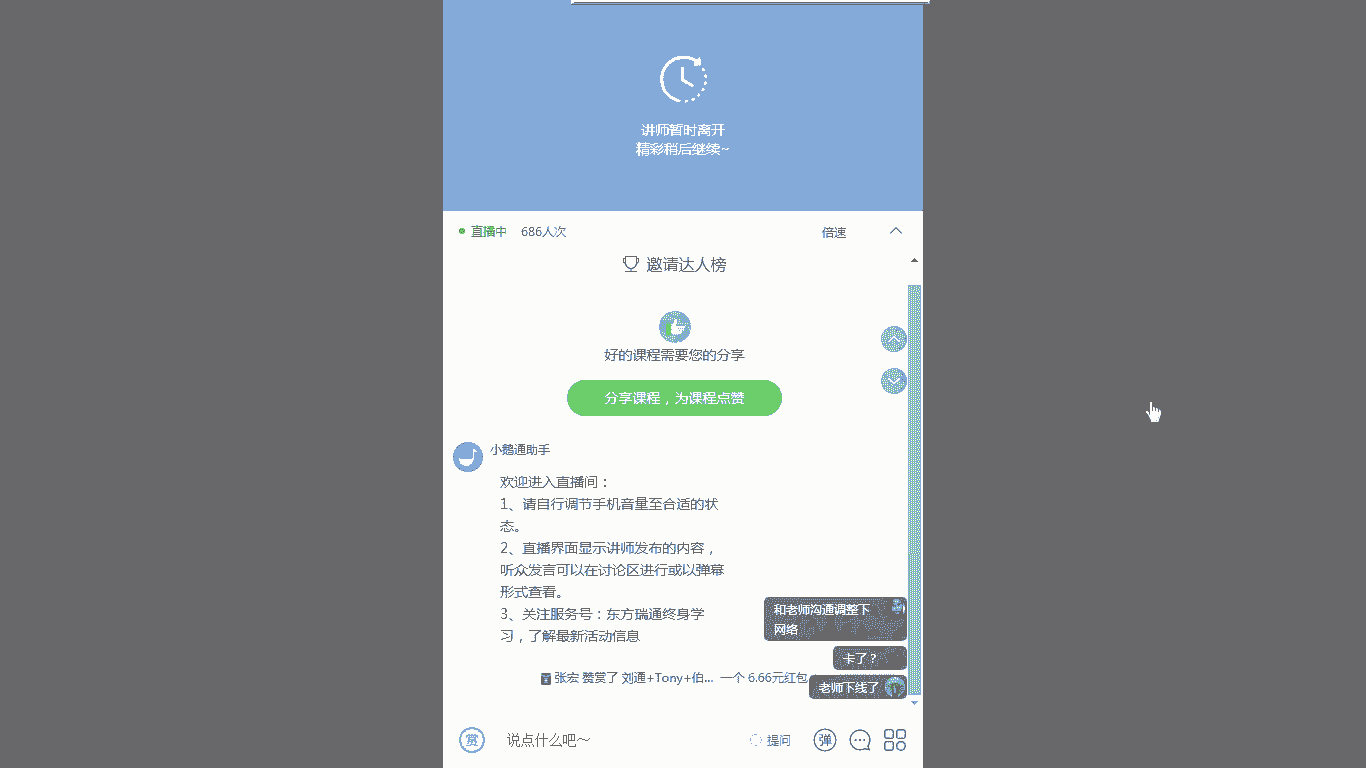 讲师暂时离开
精彩稍后继续~
直播中 686人次 倍速
邀请达人榜
好的课程需要您的分享
分享课程，为课程点赞
小鹅通助手
欢迎进入直播间：
1、请自行调节手机音量至合适的状
态。
2、直播界面显示讲师发布的内容，
听众发言可以在讨论区进行或以弹幕
形式查看。
3、关注服务号：东方瑞通终身学
习，了解最新活动信息
和老师沟通调整下
网络
卡了？
张宏 赞赏了 刘通+Tony+伯... 一个 6.66元红包
老师下线了
赏 说点什么吧～ 提问 弹